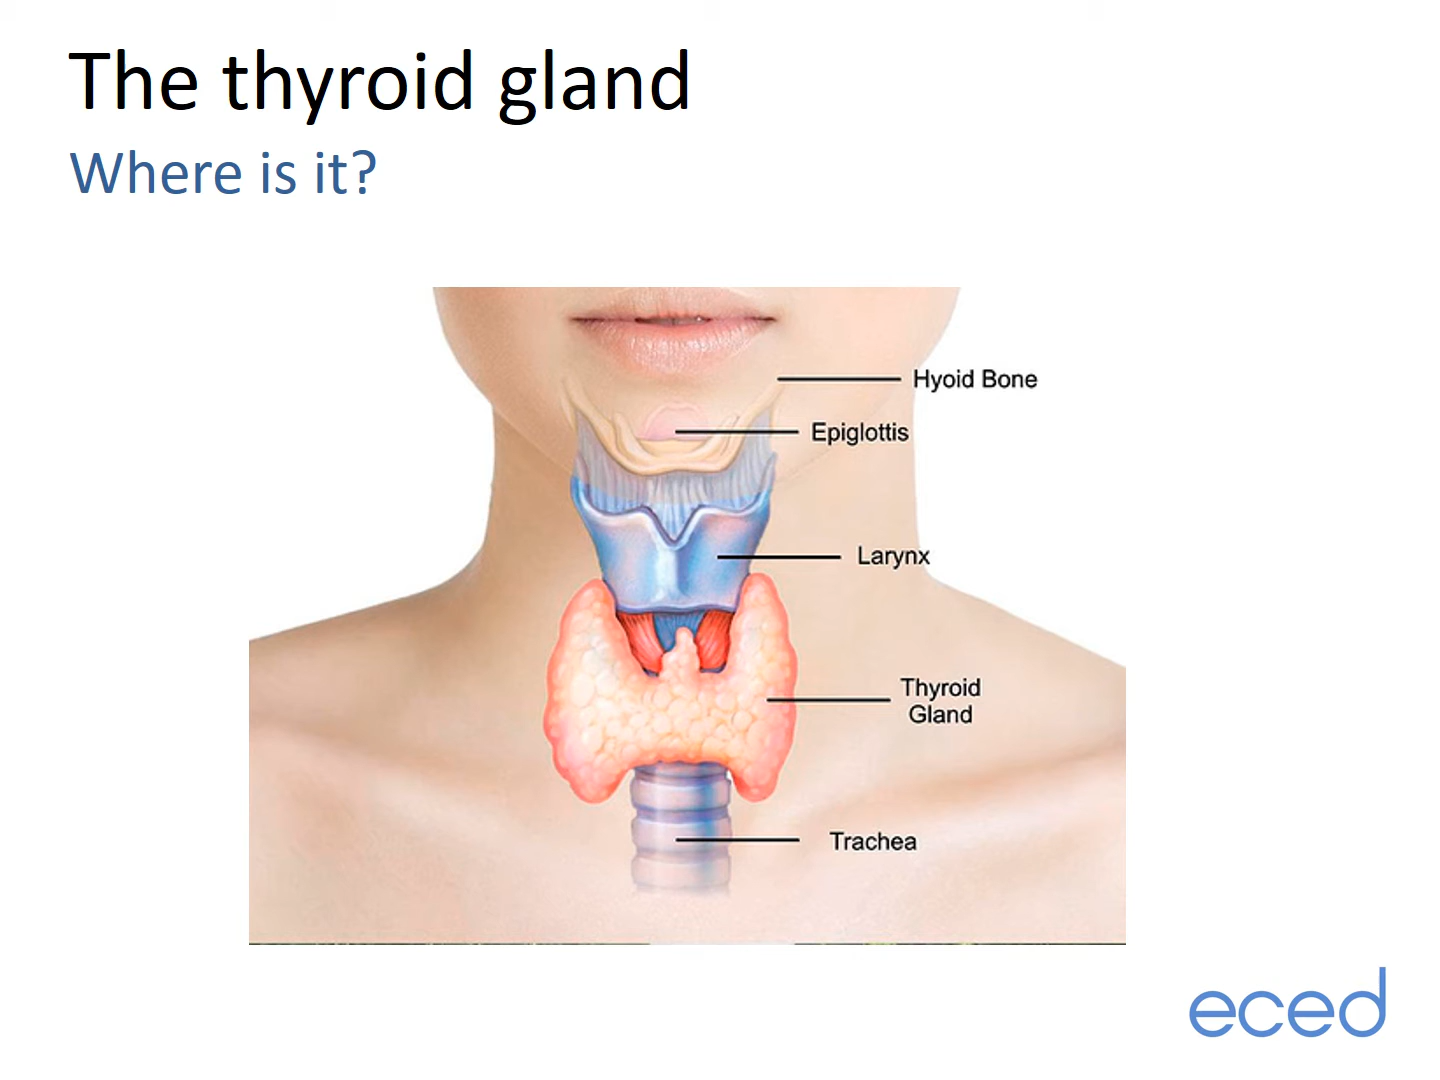 The thyroid gland
Where is it?
Hyoid Bone
Epiglottis
Larynx
Thyroid
Gland
Trachea
eced